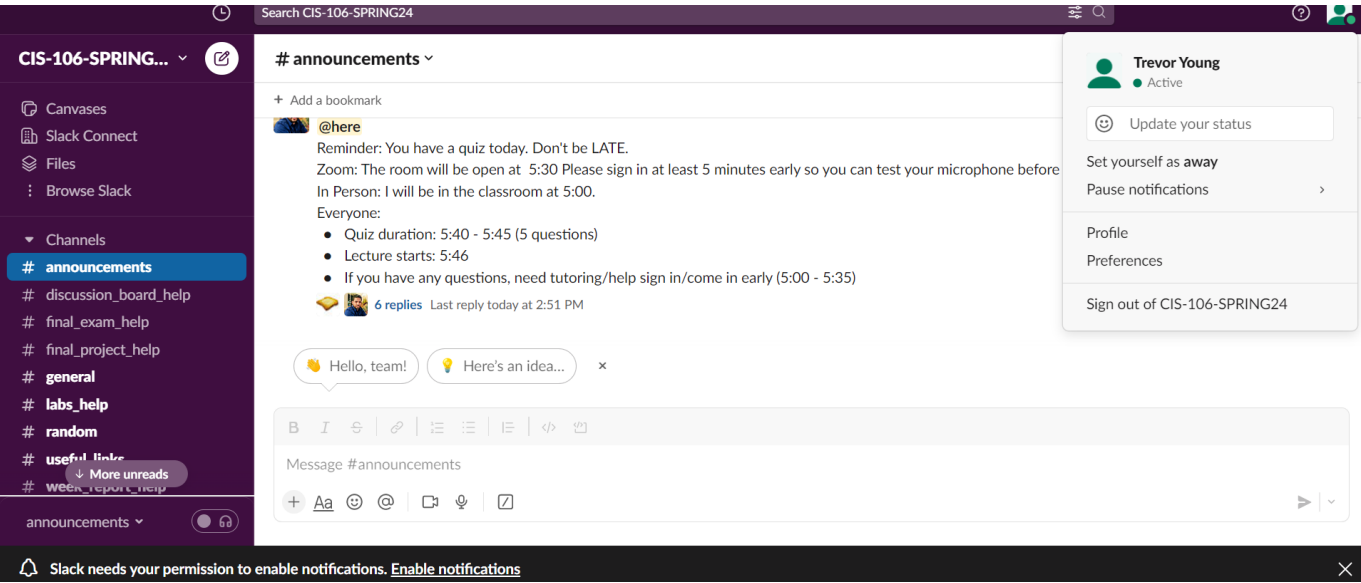 Search CIS-106-SPRING24
CIS-106-SPRING...
Canvases
Slack Connect
Files
Browse Slack
Channels
# announcements
# discussion_board_help
# final_exam_help
# final_project_help
# general
# labs_help
# random
# useful_links
↓ More unreads
# week_report_help
announcements
# announcements
+ Add a bookmark
@here
Reminder: You have a quiz today. Don't be LATE.
Zoom: The room will be open at 5:30 Please sign in at least 5 minutes early so you can test your microphone before
In Person: I will be in the classroom at 5:00.
Everyone:
• Quiz duration: 5:40 - 5:45 (5 questions)
• Lecture starts: 5:46
• If you have any questions, need tutoring/help sign in/come in early (5:00 - 5:35)
6 replies Last reply today at 2:51 PM
Hello, team!
Here's an idea...
B I S
Message #announcements
+ Aa @
Trevor Young
Active
Update your status
Set yourself as away
Pause notifications
Profile
Preferences
Sign out of CIS-106-SPRING24
Slack needs your permission to enable notifications. Enable notifications